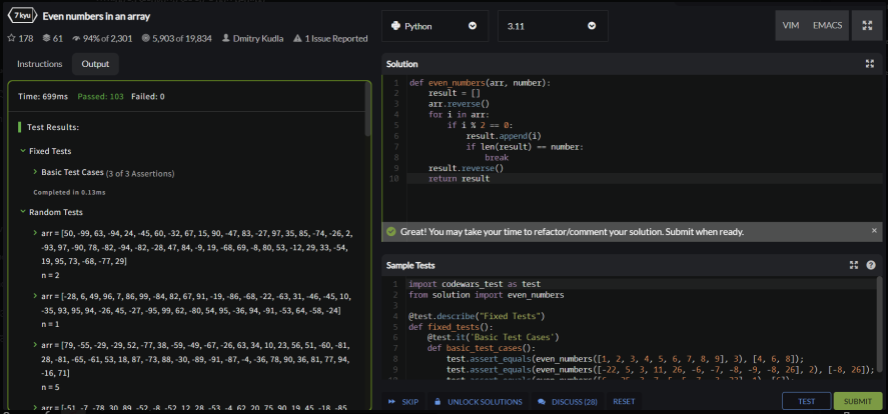 7 kyu Even numbers in an array
178 61 94% of 2,301 5,903 of 19,834 Dmitry Kudla 1 Issue Reported
Python
3.11
VIM EMACS
Instructions Output
Time: 699ms Passed: 103 Failed: 0
Test Results:
Fixed Tests
Basic Test Cases (3 of 3 Assertions)
Completed in 0.13ms
Random Tests
arr = [50, -99, 63, -94, 24, -45, 60, -32, 67, 15, 90, -47, 83, -27, 97, 35, 85, -74, -26, 2,
-93, 97, -90, 78, -82, -94, -82, -28, 47, 84, -9, 19, -68, 69, -8, 80, 53, -12, 29, 33, -54,
19, 95, 73, -68, -77, 29]
n = 2
arr = [-28, 6, 49, 96, 7, 86, 99, -84, 82, 67, 91, -19, -86, -68, -22, -63, 31, -46, -45, 10,
-35, 93, 95, 94, -26, 45, -27, -95, 99, 62, -80, 54, 95, -36, 94, -91, -53, 64, -58, -24]
n = 1
arr = [79, -55, -29, -29, 52, -77, 38, -59, -49, -67, -26, 63, 34, 10, 23, 56, 51, -60, -81,
28, -81, -65, -61, 53, 18, 87, -73, 88, -30, -89, -91, -87, -4, -36, 78, 90, 36, 81, 77, 94,
-16, 71]
n = 5
arr = [-51, -7, -78, 30, 89, -52, -8, -52, 12, 28, -53, -4, 62, 20, 75, 90, 19, 45, -18, -85,
Solution
1 def even_numbers(arr, number):
2 result = []
3 arr.reverse()
4 for i in arr:
5 if i % 2 == 0:
6 result.append(i)
7 if len(result) == number:
8 break
9 result.reverse()
10 return result
Great! You may take your time to refactor/comment your solution. Submit when ready. ×
Sample Tests
1 import codewars_test as test
2 from solution import even_numbers
3
4 @test.describe("Fixed Tests")
5 def fixed_tests():
6 @test.it('Basic Test Cases')
7 def basic_test_cases():
8 test.assert_equals(even_numbers([1, 2, 3, 4, 5, 6, 7, 8, 9], 3), [4, 6, 8]);
9 test.assert_equals(even_numbers([-22, 5, 3, 11, 26, -6, -7, -8, -9, -8, 26], 2), [-8, 26]);
SKIP UNLOCK SOLUTIONS DISCUSS (28) RESET TEST SUBMIT